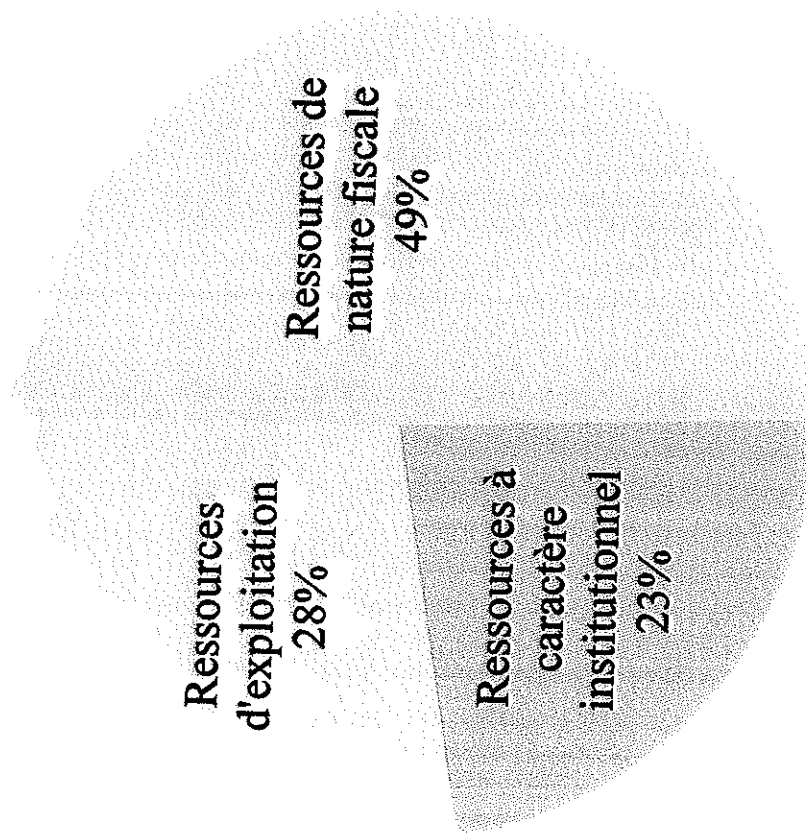 Ressources
d'exploitation
28%
Ressources de
nature fiscale
49%
Ressources à
caractère
institutionnel
23%